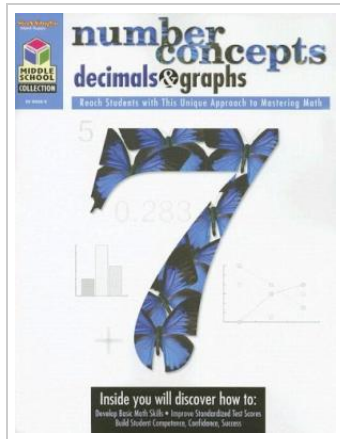 number
concepts
decimals&graphs
MIDDLE
SCHOOL
COLLECTION
Reach Students with This Unique Approach to Mastering Math
5
7
0.283
+
Inside you will discover how to:
Develop Basic Math Skills • Improve Standardized Test Scores
Build Student Competence, Confidence, Success